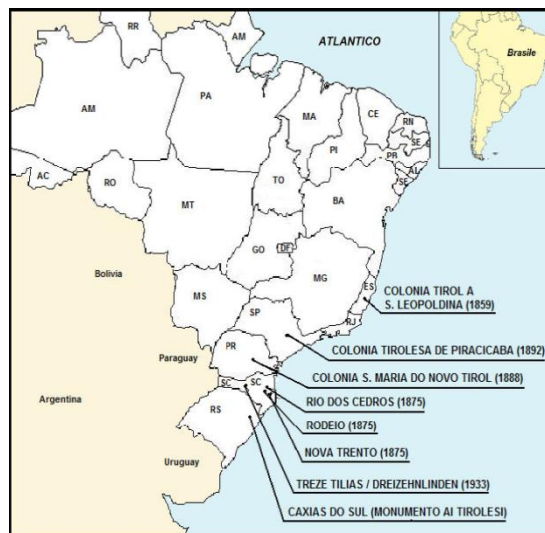 RR
AM
ATLANTICO
Brasile
AM
PA
MA
CE
RN
SE
PB
PI
AL
SE
AC
RO
TO
BA
MT
GO
DF
Bolivia
MG
ES
COLONIA TIROL A
S. LEOPOLDINA (1859)
MS
SP
RJ
COLONIA TIROLESA DE PIRACICABA (1892)
Paraguay
PR
COLONIA S. MARIA DO NOVO TIROL (1888)
SC
SC
RIO DOS CEDROS (1875)
Argentina
RS
RODEIO (1875)
NOVA TRENTO (1875)
Uruguay
TREZE TILIAS / DREIZEHNLINDEN (1933)
CAXIAS DO SUL (MONUMENTO AI TIROLESI)